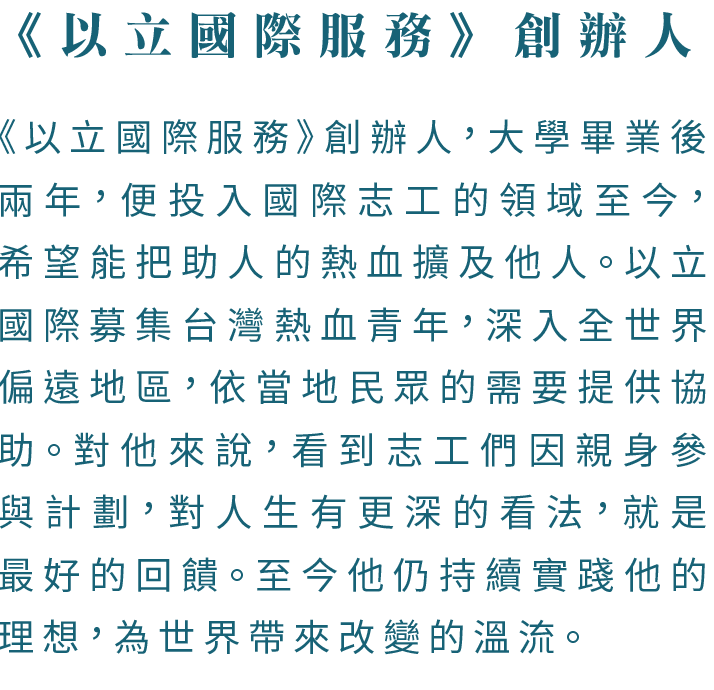 《以立國際服務》創辦人
《以立國際服務》創辦人，大學畢業後
兩年，便投入國際志工的領域至今，
希望能把助人的熱血擴及他人。以立
國際募集台灣熱血青年，深入全世界
偏遠地區，依當地民眾的需要提供協
助。對他來說，看到志工們因親身參
與計劃，對人生有更深的看法，就是
最好的回饋。至今他仍持續實踐他的
理想，為世界帶來改變的溫流。